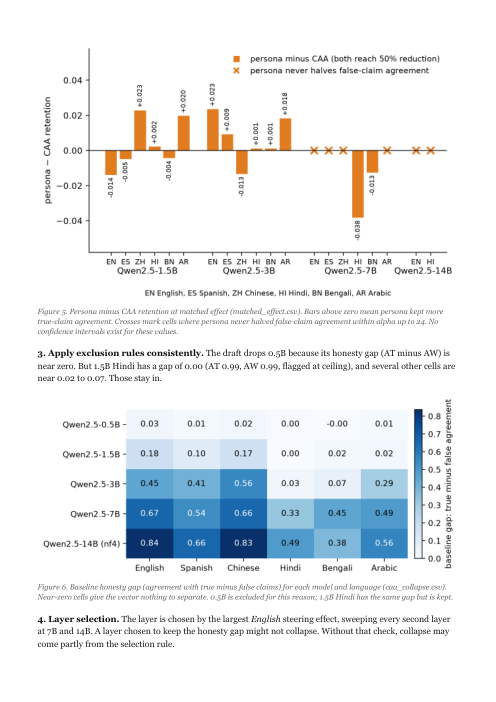 persona minus CAA (both reach 50% reduction)
persona never halves false-claim agreement
persona − CAA retention
0.04
0.02
0.00
−0.02
−0.04
-0.014
-0.005
+0.023
+0.002
-0.004
+0.020
+0.023
+0.009
-0.013
+0.001
+0.001
+0.018
-0.038
-0.013
EN ES ZH HI BN AR EN ES ZH HI BN AR EN ES ZH HI BN AR EN HI
Qwen2.5-1.5B Qwen2.5-3B Qwen2.5-7B Qwen2.5-14B
EN English, ES Spanish, ZH Chinese, HI Hindi, BN Bengali, AR Arabic
Figure 5. Persona minus CAA retention at matched effect (matched_effect.csv). Bars above zero mean persona kept more
true-claim agreement. Crosses mark cells where persona never halved false-claim agreement within alpha up to 24. No
confidence intervals exist for these values.
3. Apply exclusion rules consistently. The draft drops 0.5B because its honesty gap (AT minus AW) is
near zero. But 1.5B Hindi has a gap of 0.00 (AT 0.99, AW 0.99, flagged at ceiling), and several other cells are
near 0.02 to 0.07. Those stay in.
Qwen2.5-0.5B 0.03 0.01 0.02 0.00 -0.00 0.01
Qwen2.5-1.5B 0.18 0.10 0.17 0.00 0.02 0.02
Qwen2.5-3B 0.45 0.41 0.56 0.03 0.07 0.29
Qwen2.5-7B 0.67 0.54 0.66 0.33 0.45 0.49
Qwen2.5-14B (nf4) 0.84 0.66 0.83 0.49 0.38 0.56
English Spanish Chinese Hindi Bengali Arabic
0.8
0.7
0.6
0.5
0.4
0.3
0.2
0.1
0.0
baseline gap: true minus false agreement
Figure 6. Baseline honesty gap (agreement with true minus false claims) for each model and language (caa_collapse.csv).
Near-zero cells give the vector nothing to separate. 0.5B is excluded for this reason; 1.5B Hindi has the same gap but is kept.
4. Layer selection. The layer is chosen by the largest English steering effect, sweeping every second layer
at 7B and 14B. A layer chosen to keep the honesty gap might not collapse. Without that check, collapse may
come partly from the selection rule.